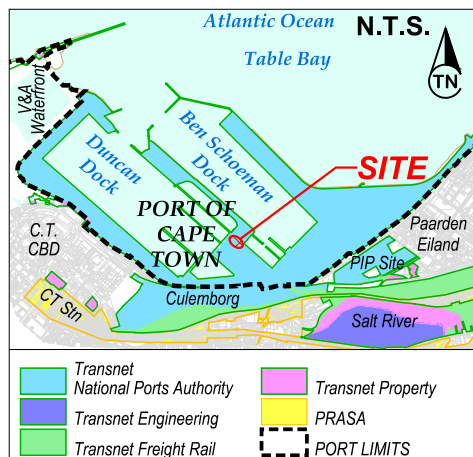 Atlantic Ocean
N.T.S.
Table Bay
TN
V&A
Waterfront
Duncan
Dock
Ben Schoeman
Dock
SITE
PORT OF
CAPE
TOWN
C.T.
CBD
Paarden
Eiland
PIP Site
Culemborg
CT Stn
Salt River
Transnet
National Ports Authority
Transnet Property
Transnet Engineering
PRASA
Transnet Freight Rail
PORT LIMITS